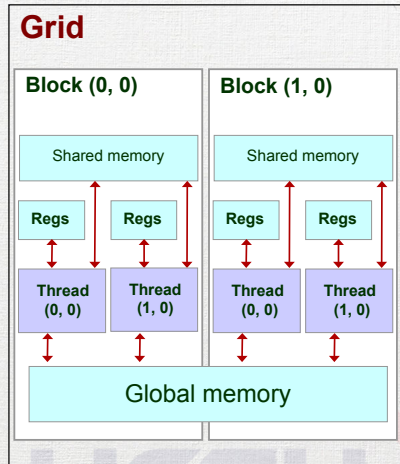 Grid
Block (0, 0)
Shared memory
Regs
Regs
Thread
(0, 0)
Thread
(1, 0)
Block (1, 0)
Shared memory
Regs
Regs
Thread
(0, 0)
Thread
(1, 0)
Global memory